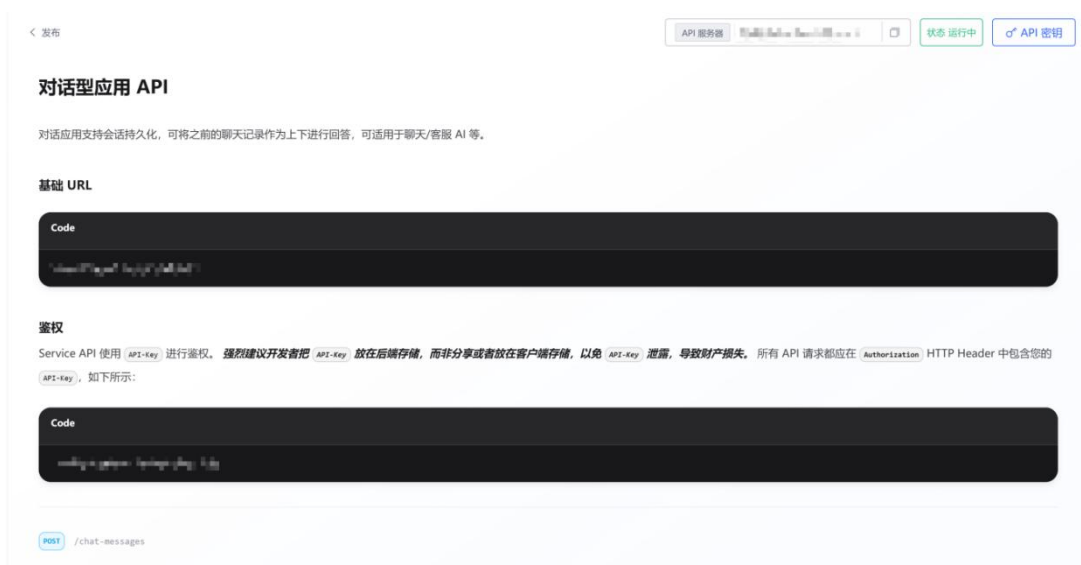 发布
API 服务器
状态 运行中
API 密钥
对话型应用 API
对话应用支持会话持久化，可将之前的聊天记录作为上下进行回答，可适用于聊天/客服 AI 等。
基础 URL
Code
鉴权
Service API 使用 API-Key 进行鉴权。强烈建议开发者把 API-Key 放在后端存储，而非分享或者放在客户端存储，以免 API-Key 泄露，导致财产损失。 所有 API 请求都应在 Authorization HTTP Header 中包含您的
API-Key，如下所示：
Code
POST /chat-messages